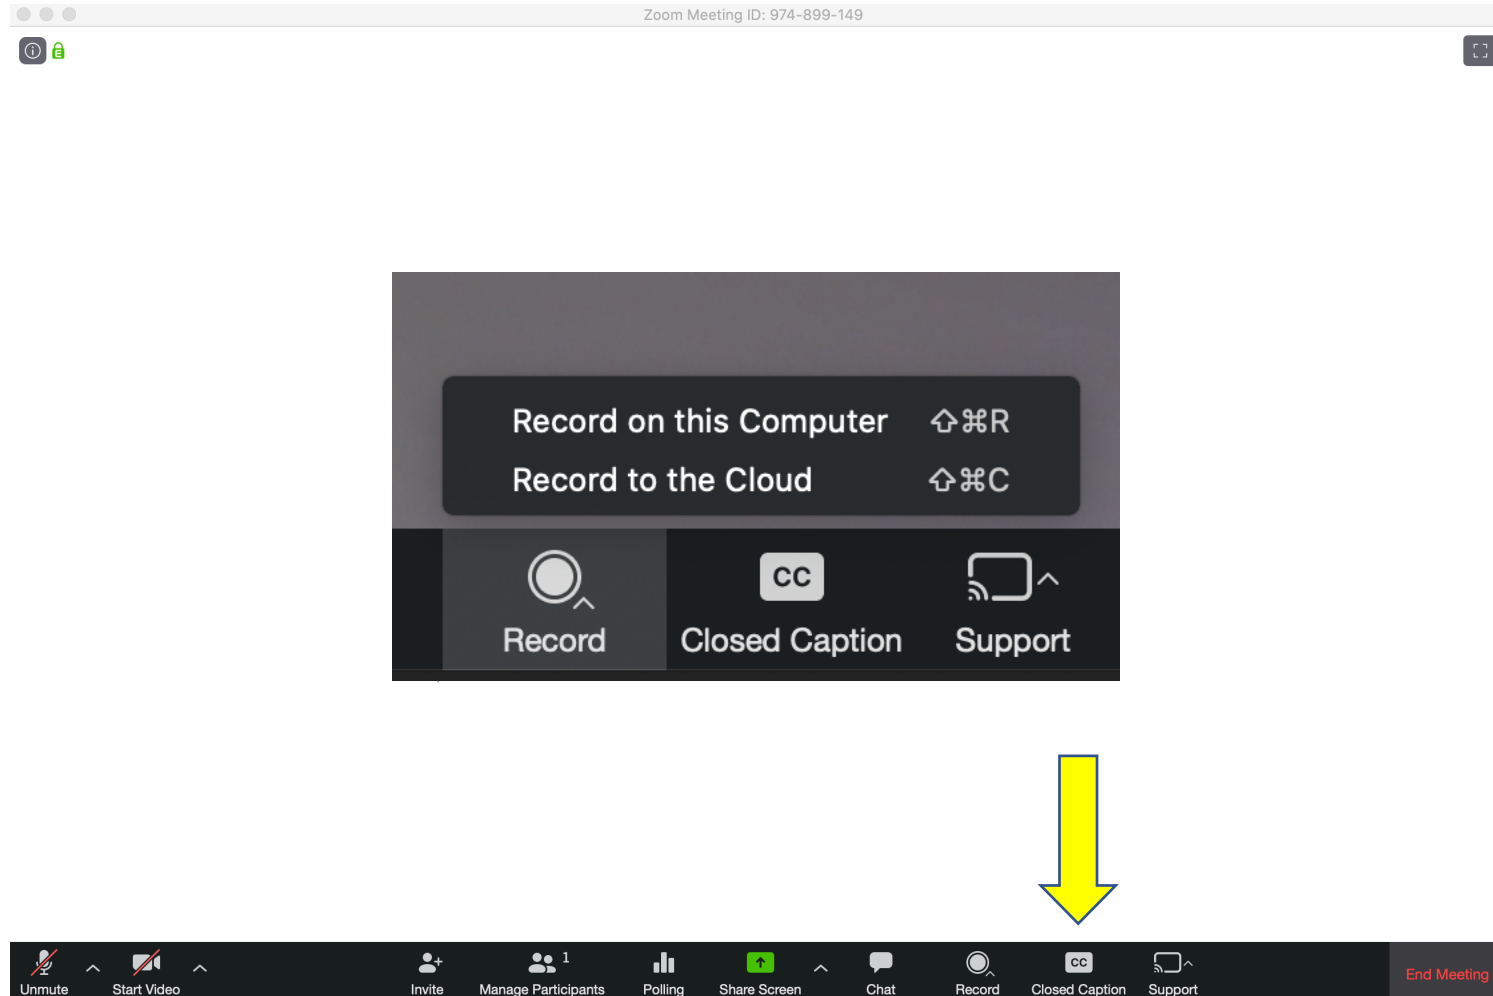 Zoom Meeting ID: 974-899-149
Record on this Computer ⇧⌘R
Record to the Cloud ⇧⌘C
CC
Record Closed Caption Support
1
CC
Unmute Start Video Invite Manage Participants Polling Share Screen Chat Record Closed Caption Support End Meeting